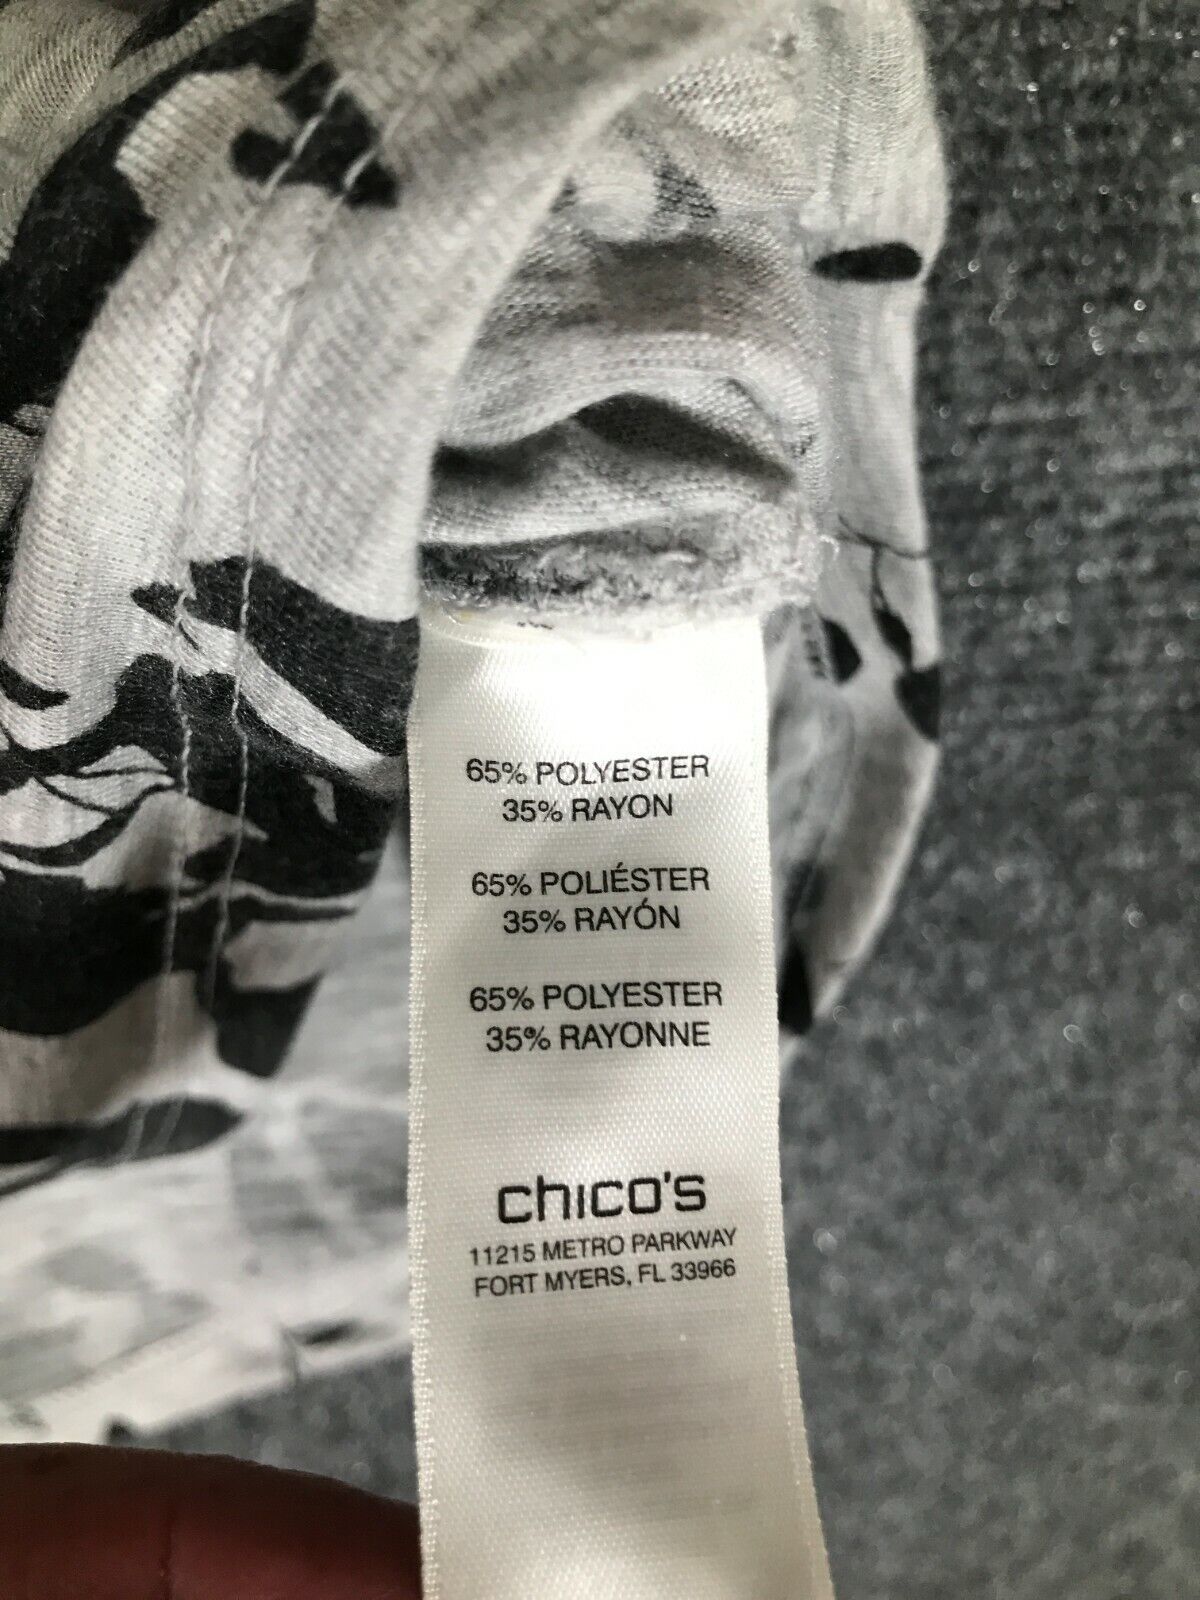 65% POLYESTER
35% RAYON
65% POLIÉSTER
35% RAYÓN
65% POLYESTER
35% RAYONNE
chico's
11215 METRO PARKWAY
FORT MYERS, FL 33966